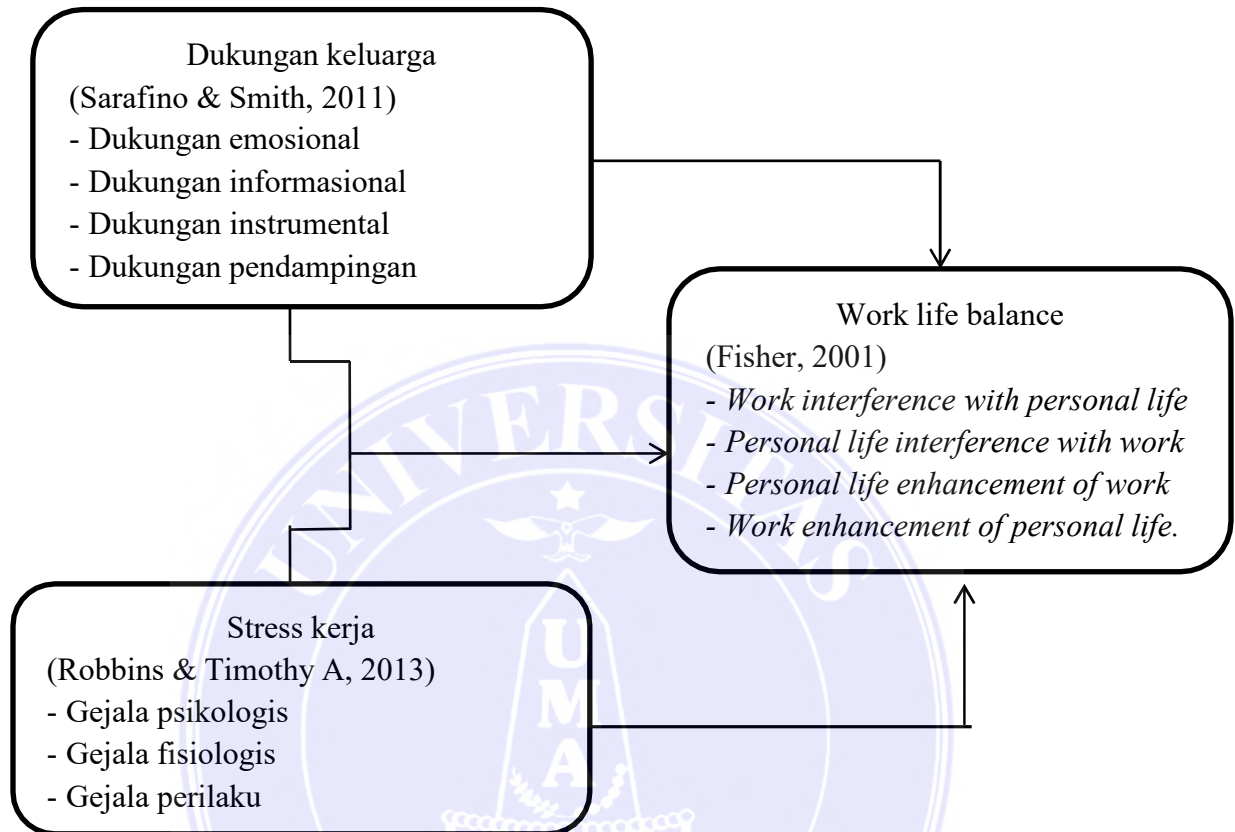 Dukungan keluarga
(Sarafino & Smith, 2011)
- Dukungan emosional
- Dukungan informasional
- Dukungan instrumental
- Dukungan pendampingan
Work life balance
(Fisher, 2001)
- Work interference with personal life
- Personal life interference with work
- Personal life enhancement of work
- Work enhancement of personal life.
Stress kerja
(Robbins & Timothy A, 2013)
- Gejala psikologis
- Gejala fisiologis
- Gejala perilaku
UNIVERSITAS
U
M
A